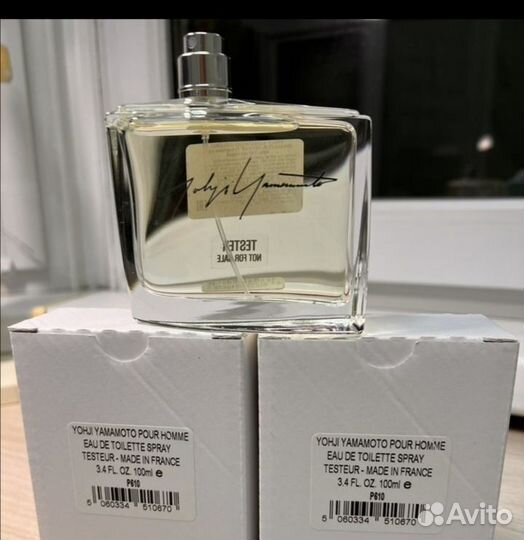 Yohji Yamamoto
TESTER
NOT FOR SALE
YOHJI YAMAMOTO POUR HOMME
EAU DE TOILETTE SPRAY
TESTEUR - MADE IN FRANCE
3.4 FL. OZ. 100ml e
P610
5 060334 510670
YOHJI YAMAMOTO POUR HOMME
EAU DE TOILETTE SPRAY
TESTEUR - MADE IN FRANCE
3.4 FL. OZ. 100ml e
P610
5 060334 510670
Avito